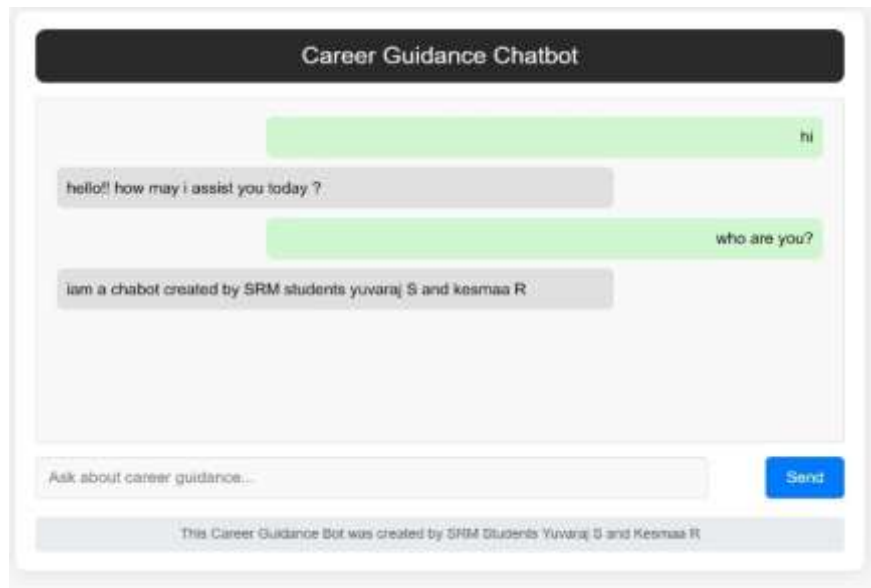 Career Guidance Chatbot
hi
hello!! how may i assist you today ?
who are you?
iam a chabot created by SRM students yuvaraj S and kesmaa R
Ask about career guidance...
Send
This Career Guidance Bot was created by SRM Students Yuvaraj S and Kesmaa R